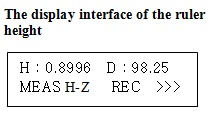 The display interface of the ruler
height
H：0.8996 D：98.25
MEAS H-Z REC >>>